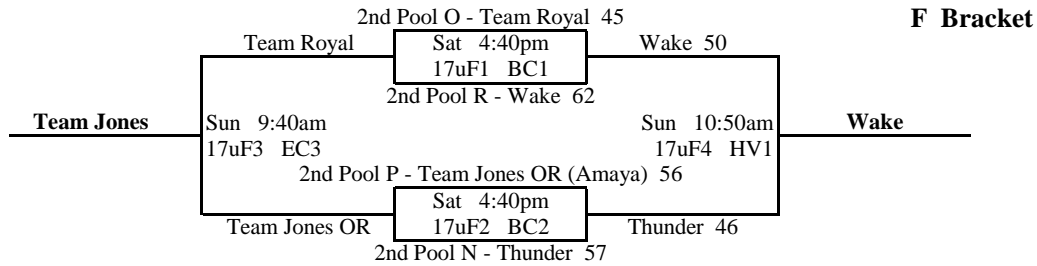 F Bracket
2nd Pool O - Team Royal 45
Team Royal
Sat 4:40pm
Wake 50
17uF1 BC1
2nd Pool R - Wake 62
Team Jones
Sun 9:40am
Sun 10:50am
Wake
17uF3 EC3
17uF4 HV1
2nd Pool P - Team Jones OR (Amaya) 56
Sat 4:40pm
Team Jones OR
17uF2 BC2
Thunder 46
2nd Pool N - Thunder 57